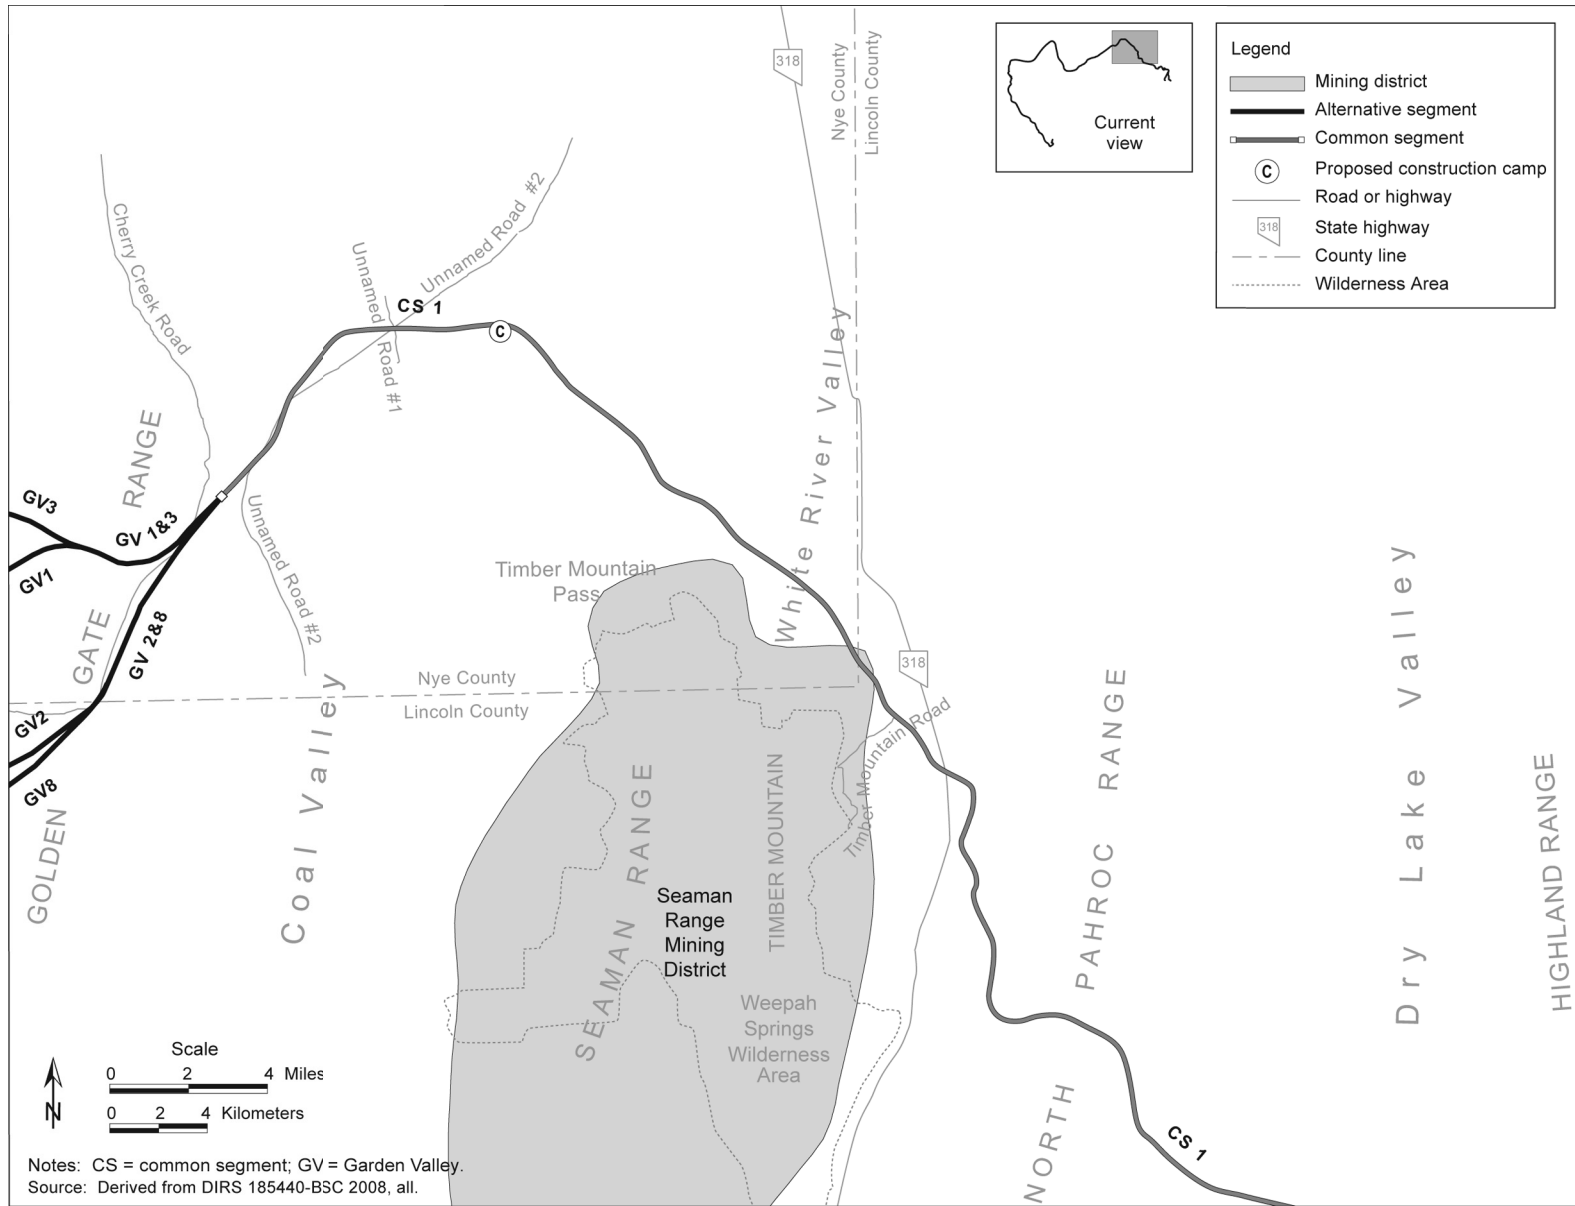 318
Nye County
Lincoln County
Current
view
Legend
Mining district
Alternative segment
Common segment
C
Proposed construction camp
Road or highway
318
State highway
County line
Wilderness Area
Cherry Creek Road
Unnamed Road #1
Unnamed Road #2
CS 1
C
White River Valley
GV3
GV 1&3
GV1
GV 2&8
GV2
GV8
GOLDEN GATE RANGE
Unnamed Road #2
Coal Valley
Timber Mountain
Pass
Nye County
Lincoln County
318
Timber Mountain Road
Timber Mountain
SEAMAN RANGE
TIMBER MOUNTAIN
Seaman
Range
Mining
District
Weepah
Springs
Wilderness
Area
NORTH PAHROC RANGE
Dry Lake Valley
HIGHLAND RANGE
CS 1
N
Scale
0 2 4 Miles
0 2 4 Kilometers
Notes: CS = common segment; GV = Garden Valley.
Source: Derived from DIRS 185440-BSC 2008, all.